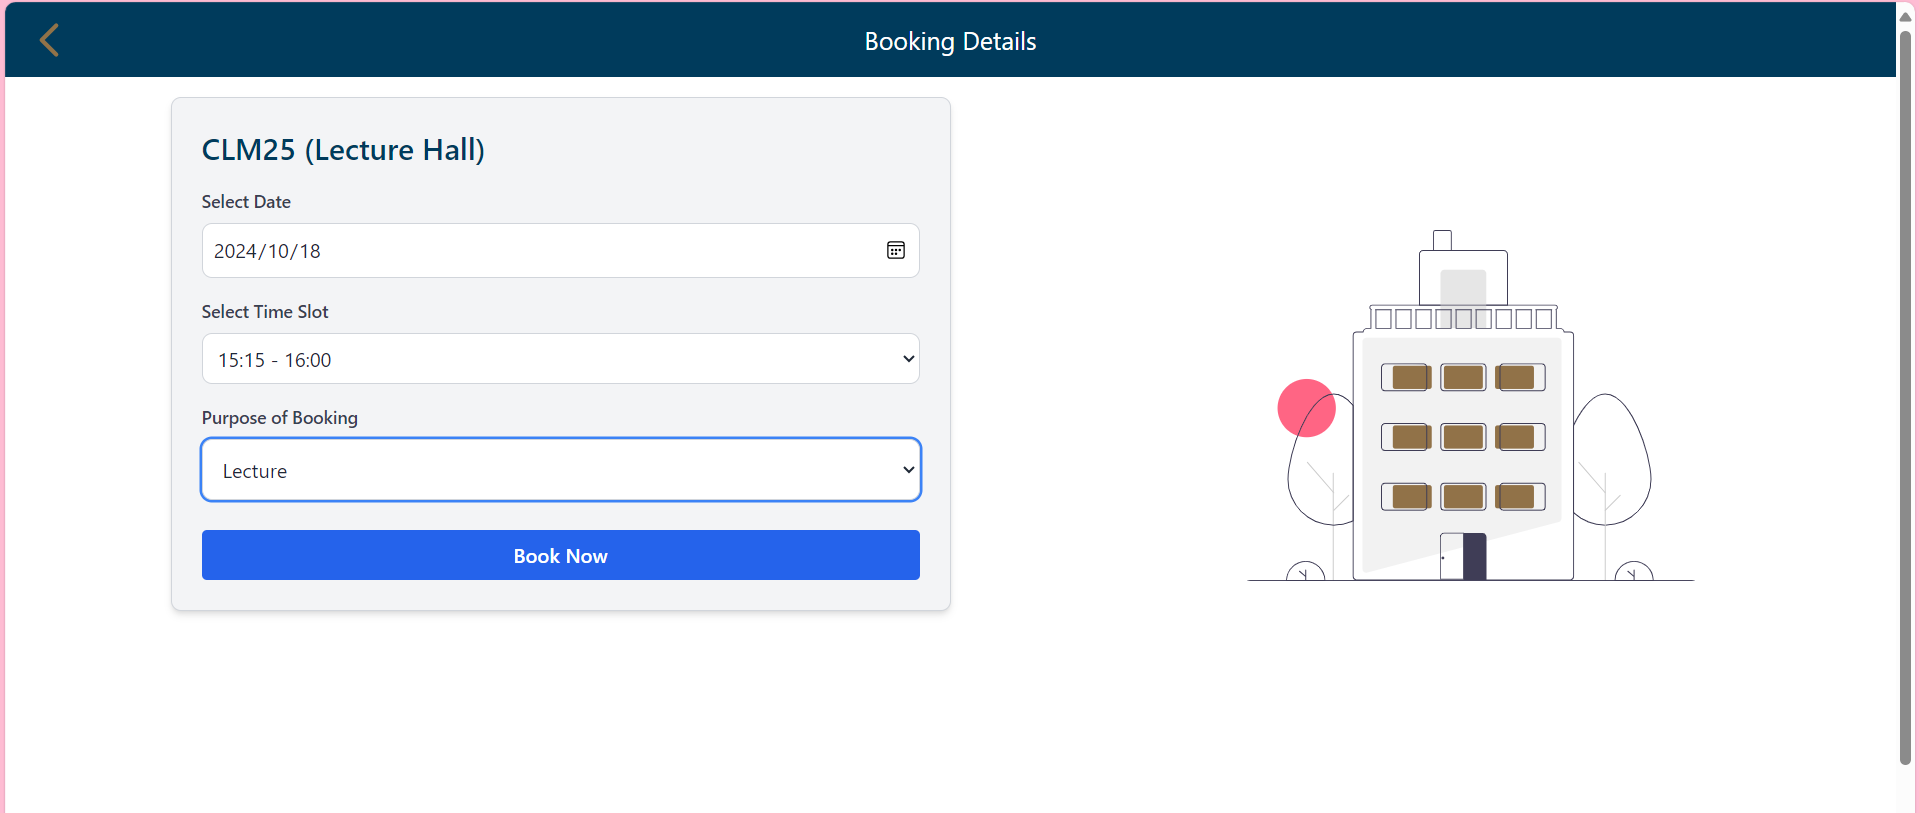 Booking Details
CLM25 (Lecture Hall)
Select Date
2024/10/18
Select Time Slot
15:15 - 16:00
Purpose of Booking
Lecture
Book Now